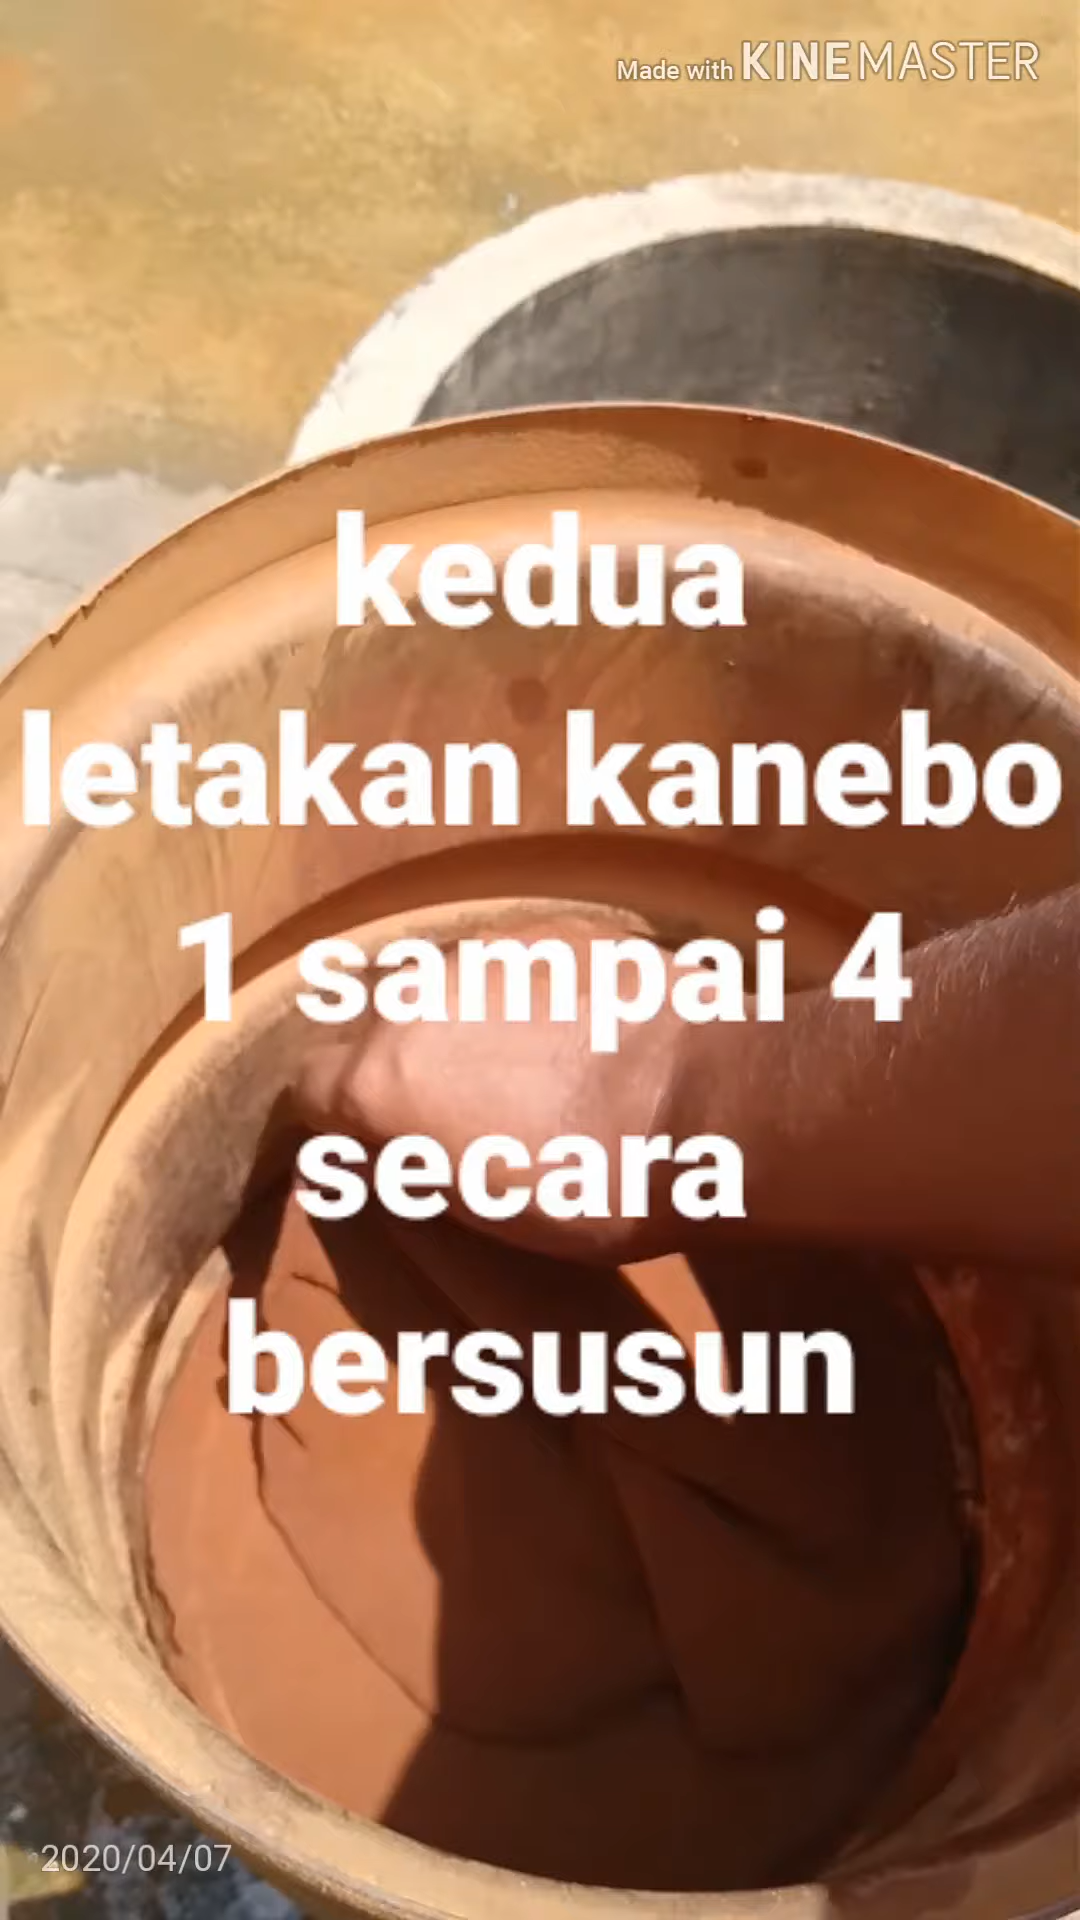 Made with KINEMASTER
kedua
letakan kanebo
1 sampai 4
secara
bersusun
2020/04/07